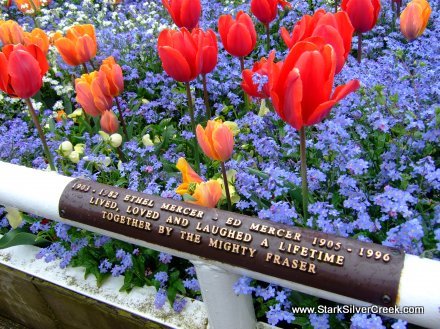 1903 - 1982 ETHEL MERCER - ED MERCER 1905 - 1996
LIVED, LOVED AND LAUGHED A LIFETIME
TOGETHER BY THE MIGHTY FRASER
www.StarkSilverCreek.com